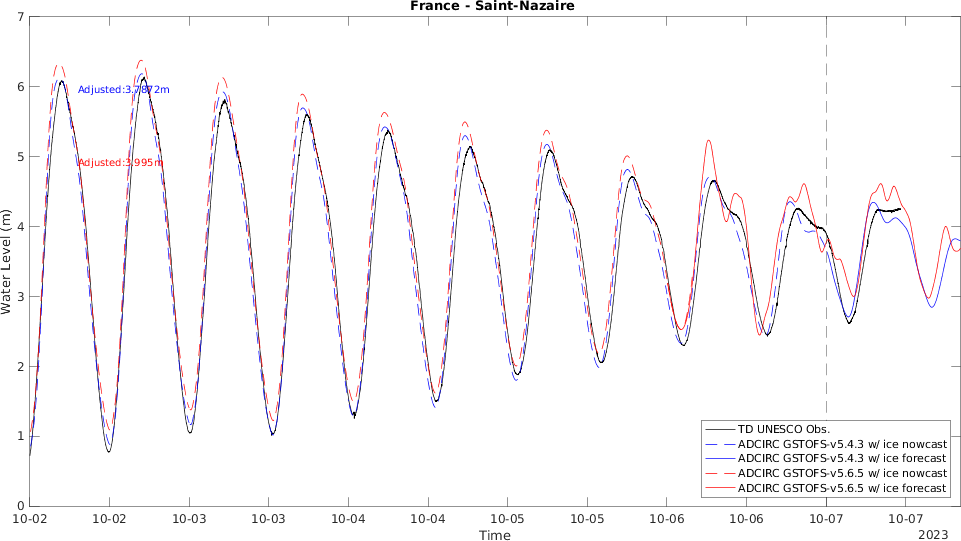 France - Saint-Nazaire
7
6
5
4
3
2
1
0
Water Level (m)
Adjusted:3.7872m
Adjusted:3.995m
TD UNESCO Obs.
ADCIRC GSTOFS-v5.4.3 w/ ice nowcast
ADCIRC GSTOFS-v5.4.3 w/ ice forecast
ADCIRC GSTOFS-v5.6.5 w/ ice nowcast
ADCIRC GSTOFS-v5.6.5 w/ ice forecast
10-02 10-02 10-03 10-03 10-04 10-04 10-05 10-05 10-06 10-06 10-07 10-07
Time
2023